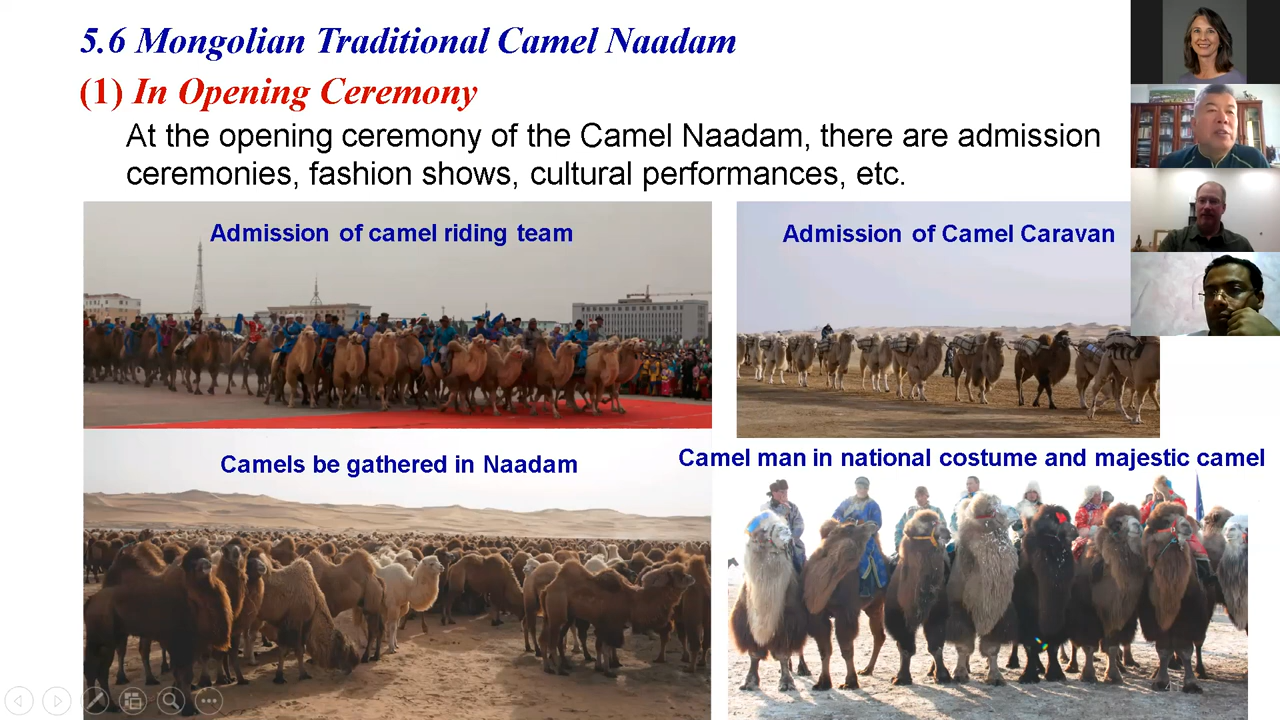 5.6 Mongolian Traditional Camel Naadam
(1) In Opening Ceremony
At the opening ceremony of the Camel Naadam, there are admission
ceremonies, fashion shows, cultural performances, etc.
Admission of camel riding team
Admission of Camel Caravan
Camels be gathered in Naadam
Camel man in national costume and majestic camel